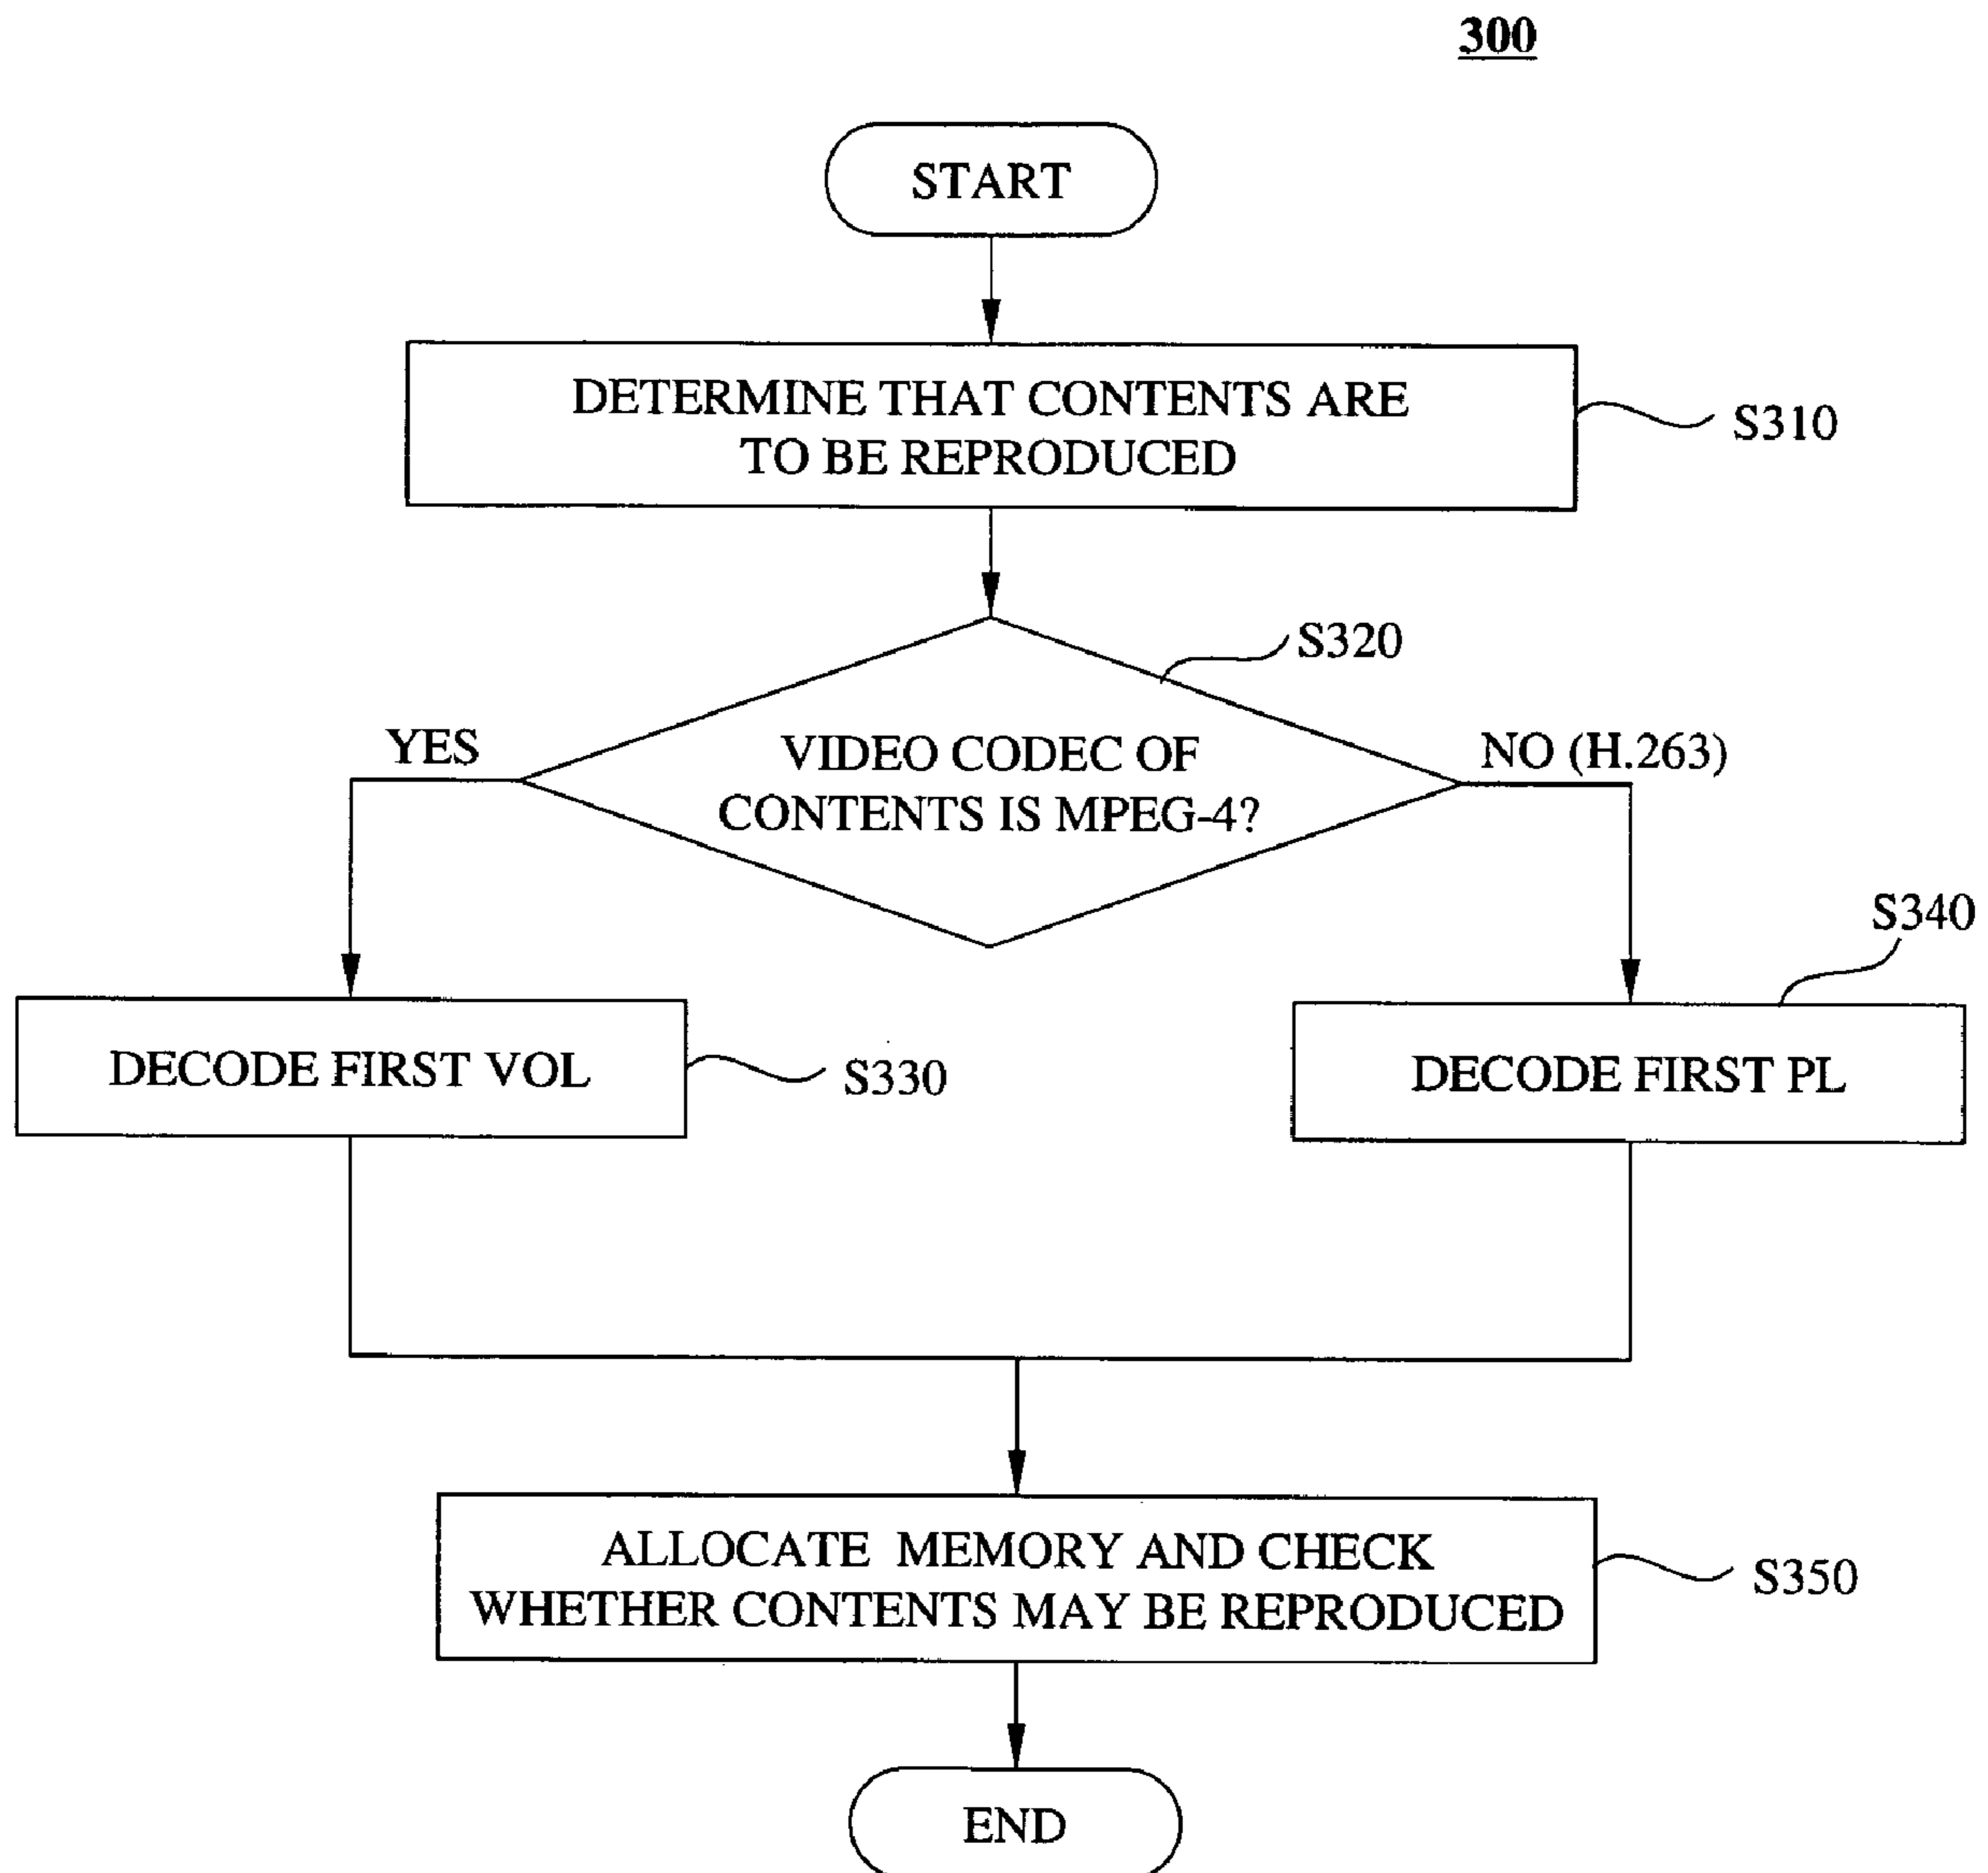 300
START
DETERMINE THAT CONTENTS ARE
TO BE REPRODUCED
S310
S320
VIDEO CODEC OF
CONTENTS IS MPEG-4?
YES
NO (H.263)
S340
DECODE FIRST VOL
S330
DECODE FIRST PL
ALLOCATE MEMORY AND CHECK
WHETHER CONTENTS MAY BE REPRODUCED
S350
END